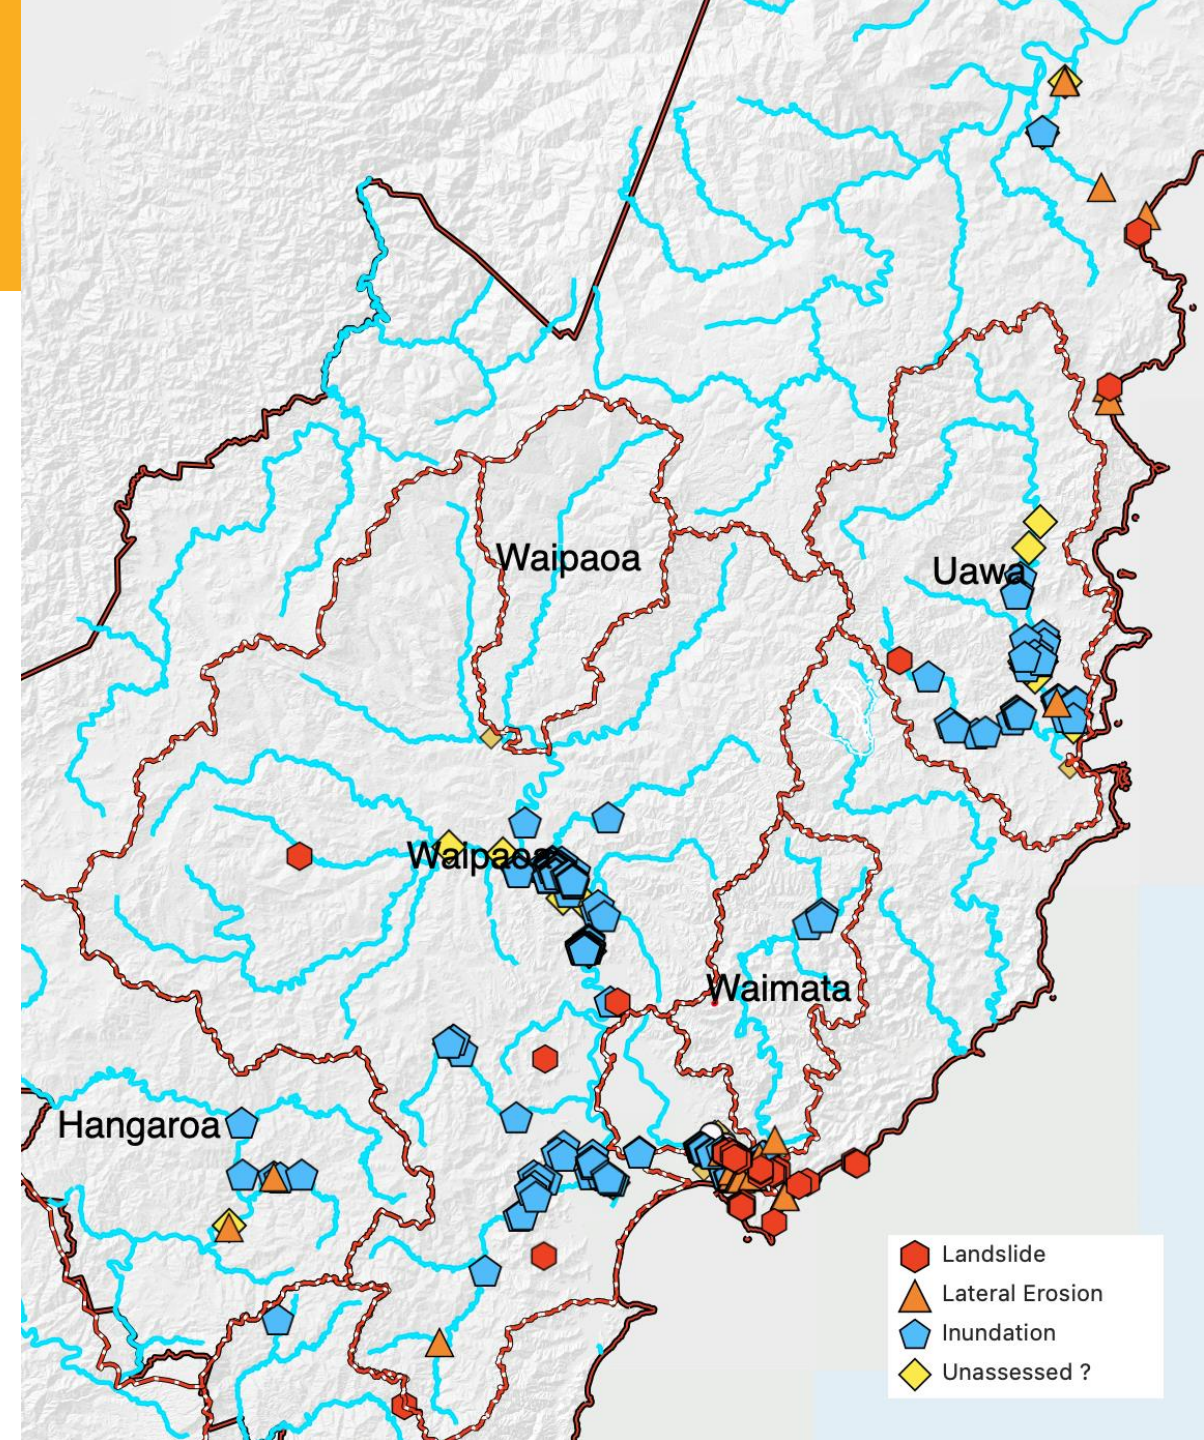 Waipaoa
Uawa
Waipaoa
Waimata
Hangaroa
Landslide
Lateral Erosion
Inundation
Unassessed ?